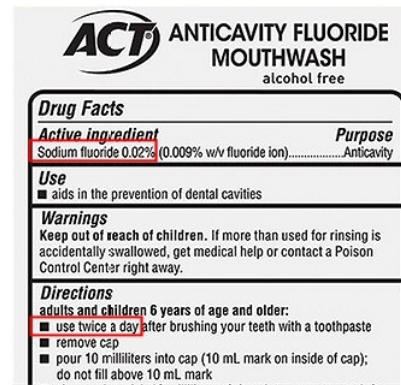 ACT ANTICAVITY FLUORIDE
MOUTHWASH
alcohol free
Drug Facts
Active ingredient Purpose
Sodium fluoride 0.02% (0.009% w/v fluoride ion)..................Anticavity
Use
■ aids in the prevention of dental cavities
Warnings
Keep out of reach of children. If more than used for rinsing is
accidentally swallowed, get medical help or contact a Poison
Control Center right away.
Directions
adults and children 6 years of age and older:
■ use twice a day after brushing your teeth with a toothpaste
■ remove cap
■ pour 10 milliliters into cap (10 mL mark on inside of cap);
do not fill above 10 mL mark